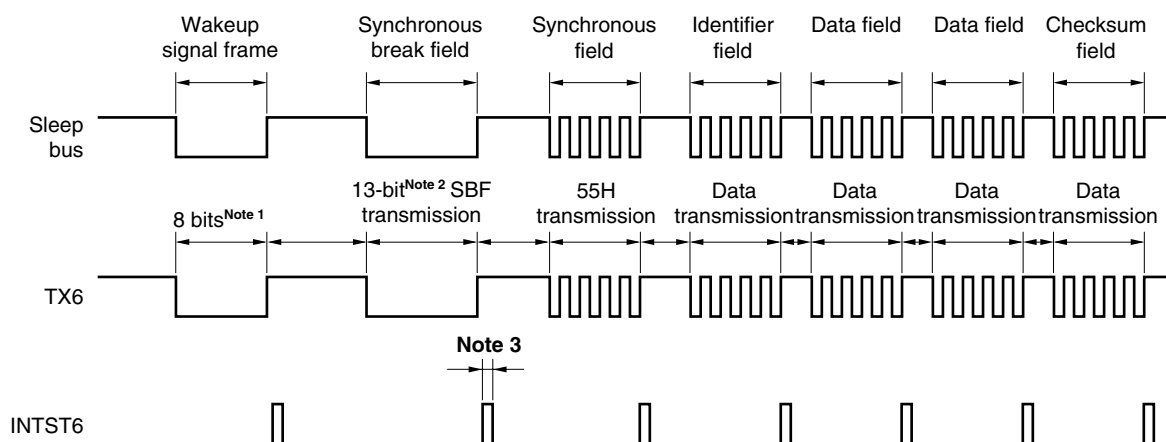 Wakeup signal frame
Synchronous break field
Synchronous field
Identifier field
Data field
Data field
Checksum field
Sleep bus
8 bitsNote 1
13-bitNote 2 SBF transmission
55H transmission
Data transmission
Data transmission
Data transmission
Data transmission
TX6
Note 3
INTST6